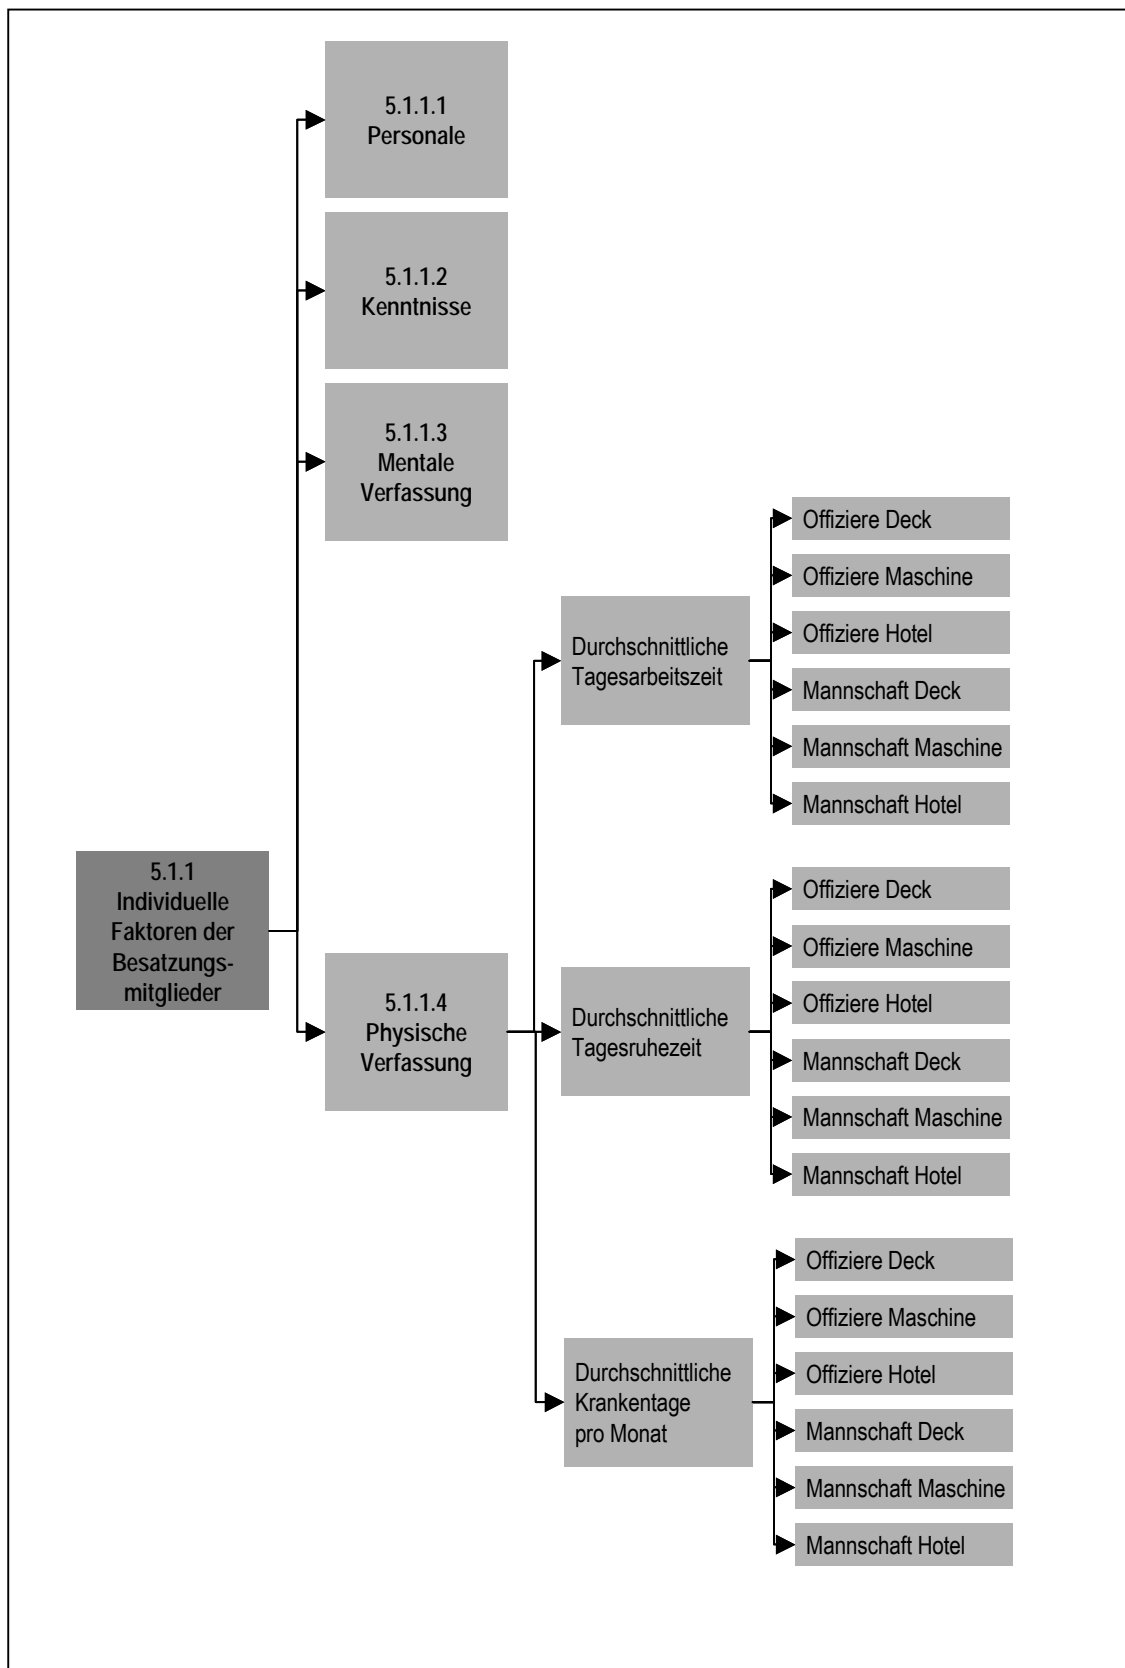 5.1.1.1
Personale
5.1.1.2
Kenntnisse
5.1.1.3
Mentale
Verfassung
5.1.1
Individuelle
Faktoren der
Besatzungs-
mitglieder
5.1.1.4
Physische
Verfassung
Durchschnittliche
Tagesarbeitszeit
Offiziere Deck
Offiziere Maschine
Offiziere Hotel
Mannschaft Deck
Mannschaft Maschine
Mannschaft Hotel
Durchschnittliche
Tagesruhezeit
Offiziere Deck
Offiziere Maschine
Offiziere Hotel
Mannschaft Deck
Mannschaft Maschine
Mannschaft Hotel
Durchschnittliche
Krankentage
pro Monat
Offiziere Deck
Offiziere Maschine
Offiziere Hotel
Mannschaft Deck
Mannschaft Maschine
Mannschaft Hotel